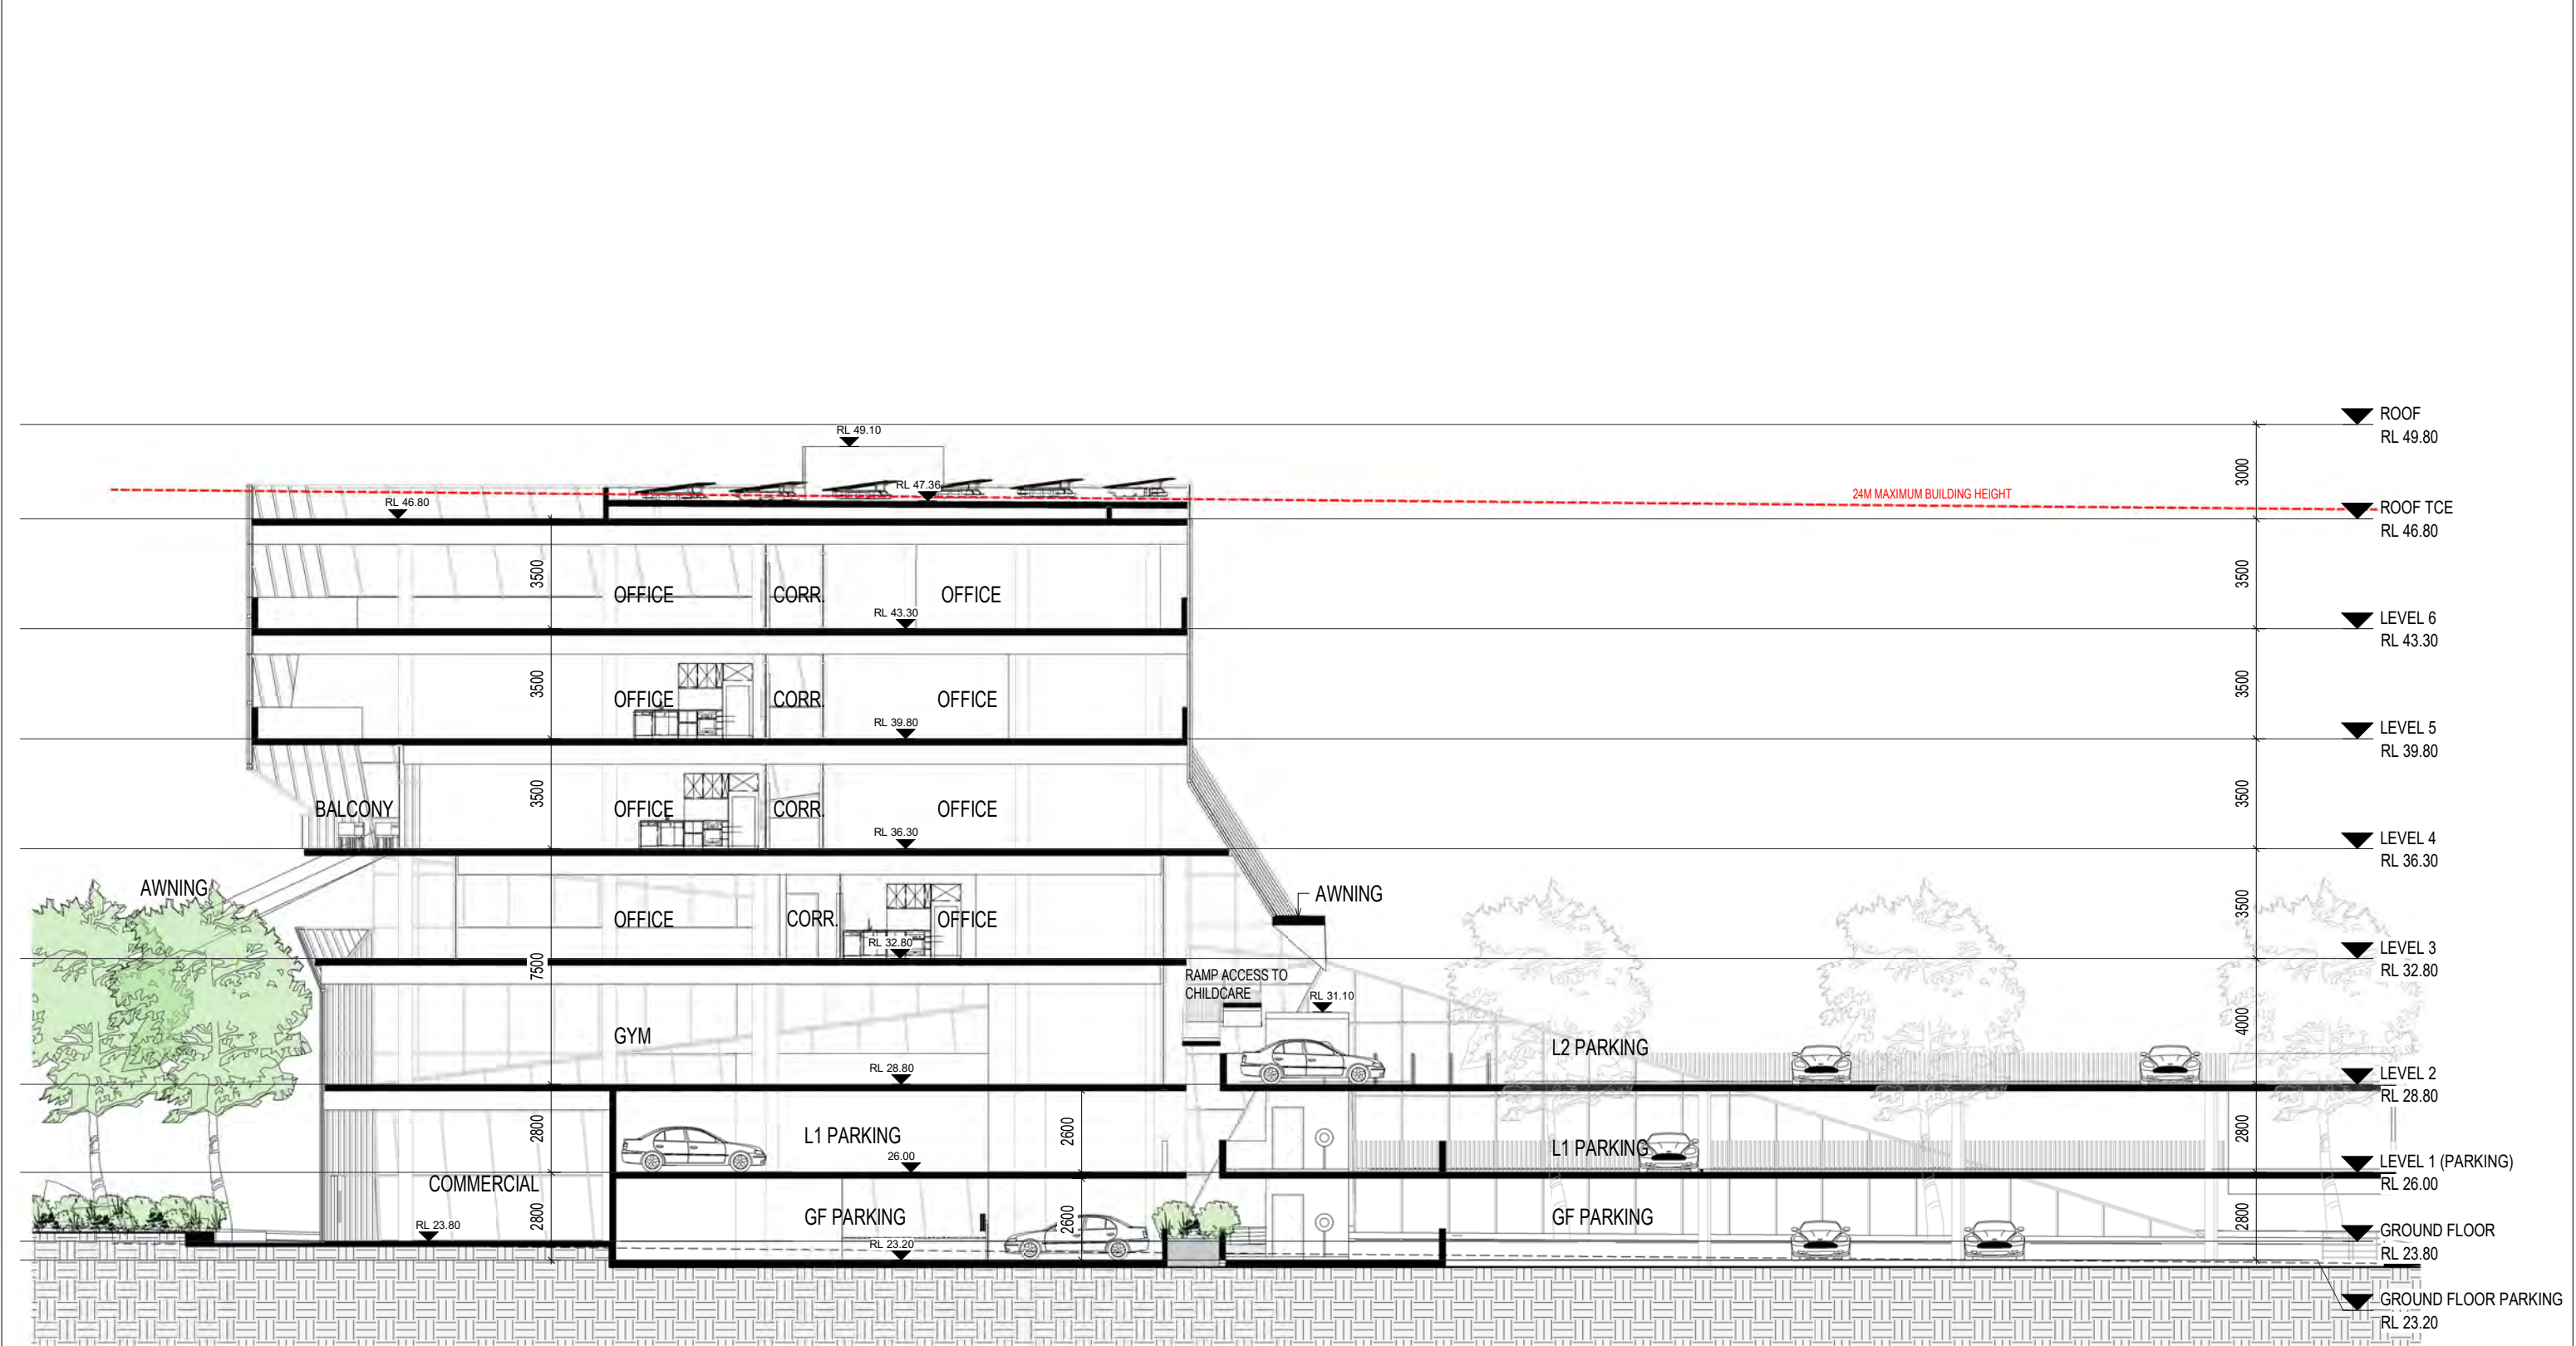 ROOF
RL 49.80
RL 49.10
3000
RL 47.36
24M MAXIMUM BUILDING HEIGHT
RL 46.80
ROOF TCE
RL 46.80
3500
OFFICE
CORR.
OFFICE
3500
RL 43.30
LEVEL 6
RL 43.30
3500
OFFICE
CORR.
OFFICE
3500
RL 39.80
LEVEL 5
RL 39.80
BALCONY
3500
OFFICE
CORR.
OFFICE
3500
RL 36.30
LEVEL 4
RL 36.30
AWNING
AWNING
OFFICE
CORR.
OFFICE
3500
RL 32.80
LEVEL 3
RL 32.80
7500
RAMP ACCESS TO
CHILDCARE
RL 31.10
GYM
4000
L2 PARKING
RL 28.80
LEVEL 2
RL 28.80
2800
L1 PARKING
2600
L1 PARKING
2800
26.00
LEVEL 1 (PARKING)
RL 26.00
COMMERCIAL
RL 23.80
2800
GF PARKING
2600
GF PARKING
2800
RL 23.20
GROUND FLOOR
RL 23.80
GROUND FLOOR PARKING
RL 23.20